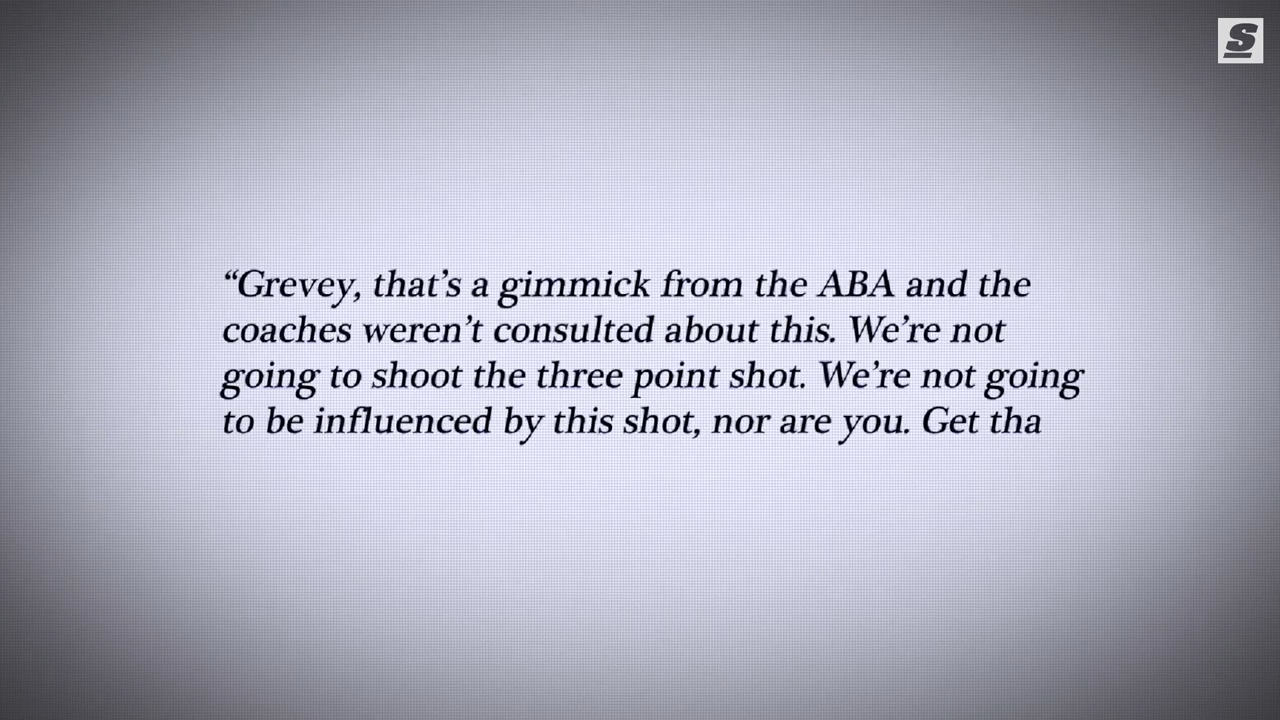 S
“Grevey, that’s a gimmick from the ABA and the
coaches weren’t consulted about this. We’re not
going to shoot the three point shot. We’re not going
to be influenced by this shot, nor are you. Get tha